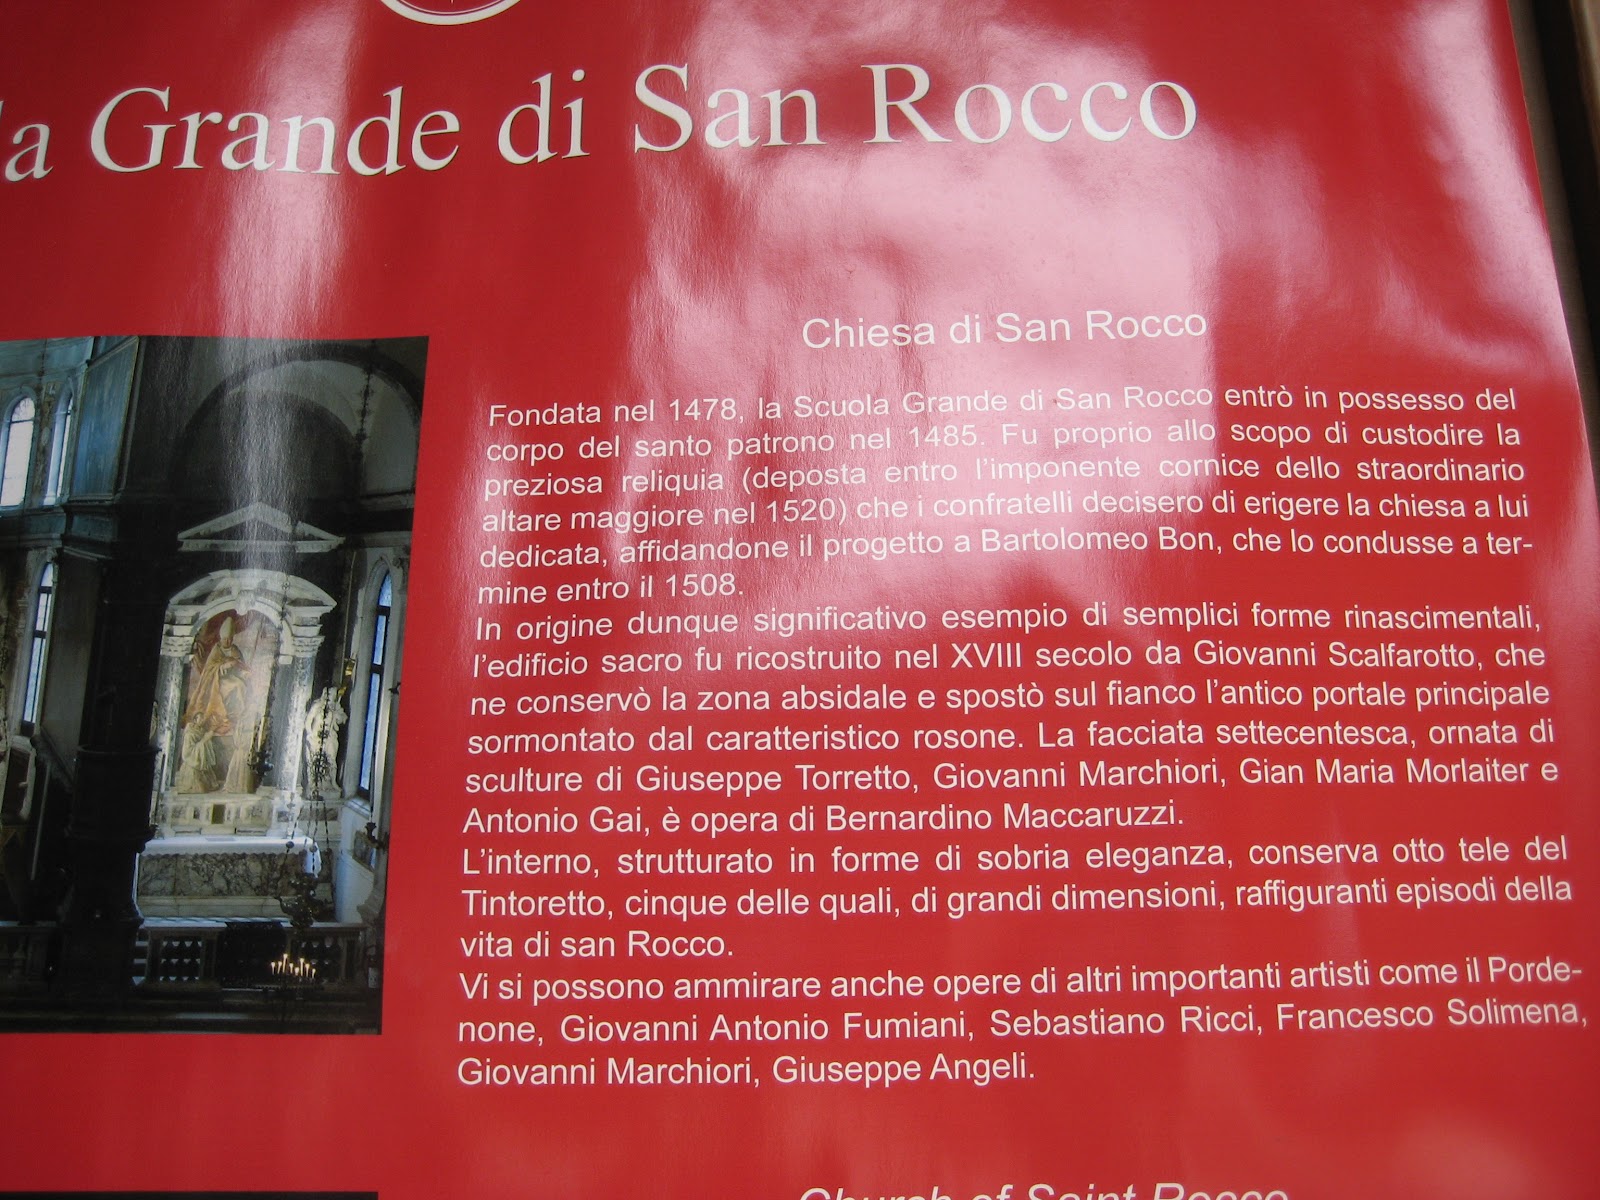 la Grande di San Rocco
Chiesa di San Rocco
Fondata nel 1478, la Scuola Grande di San Rocco entrò in possesso del
corpo del santo patrono nel 1485. Fu proprio allo scopo di custodire la
preziosa reliquia (deposta entro l'imponente cornice dello straordinario
altare maggiore nel 1520) che i confratelli decisero di erigere la chiesa a lui
dedicata, affidandone il progetto a Bartolomeo Bon, che lo condusse a ter-
mine entro il 1508.
In origine dunque significativo esempio di semplici forme rinascimentali,
l'edificio sacro fu ricostruito nel XVIII secolo da Giovanni Scalfarotto, che
ne conservò la zona absidale e spostò sul fianco l'antico portale principale
sormontato dal caratteristico rosone. La facciata settecentesca, ornata di
sculture di Giuseppe Torretto, Giovanni Marchiori, Gian Maria Morlaiter e
Antonio Gai, è opera di Bernardino Maccaruzzi.
L'interno, strutturato in forme di sobria eleganza, conserva otto tele del
Tintoretto, cinque delle quali, di grandi dimensioni, raffiguranti episodi della
vita di san Rocco.
Vi si possono ammirare anche opere di altri importanti artisti come il Porde-
none, Giovanni Antonio Fumiani, Sebastiano Ricci, Francesco Solimena,
Giovanni Marchiori, Giuseppe Angeli.
Church of Saint Rocco